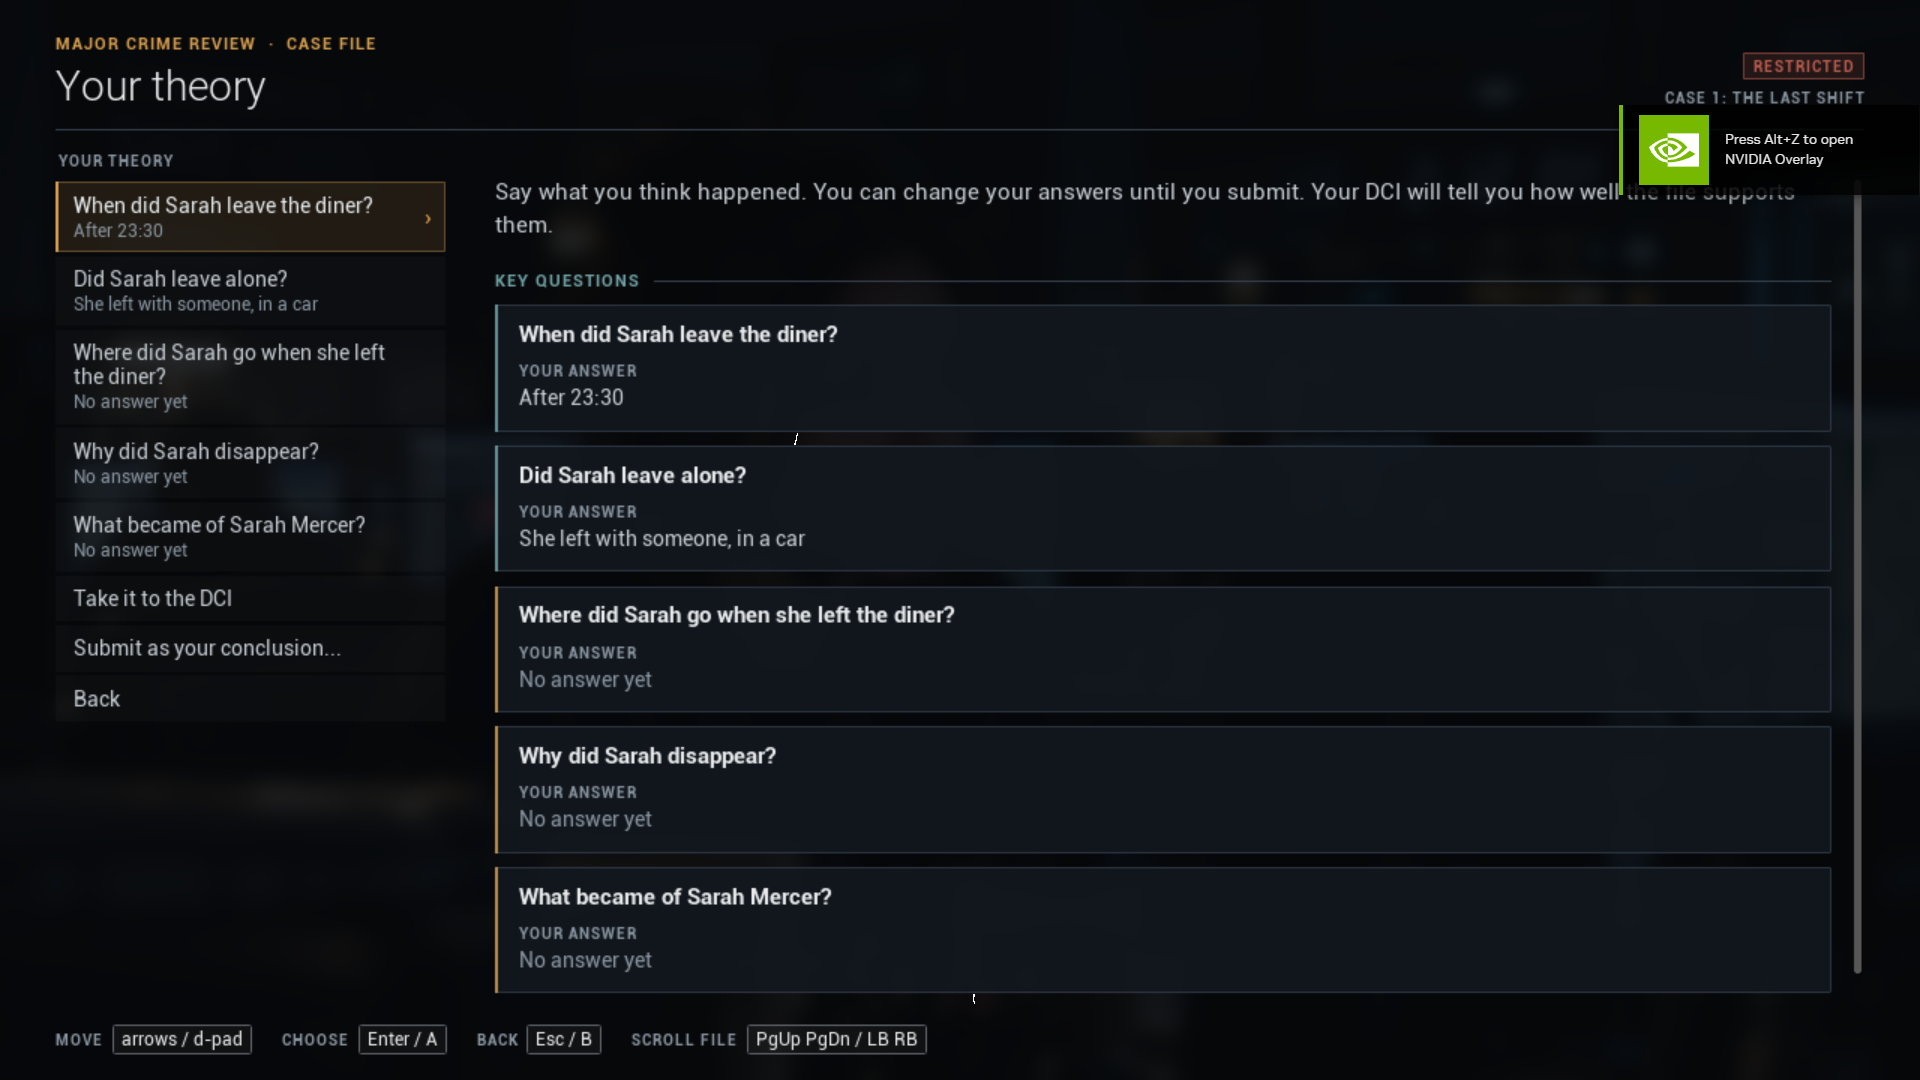 MAJOR CRIME REVIEW · CASE FILE
Your theory
RESTRICTED
CASE 1: THE LAST SHIFT
Press Alt+Z to open
NVIDIA Overlay
YOUR THEORY
When did Sarah leave the diner?
After 23:30
›
Did Sarah leave alone?
She left with someone, in a car
Where did Sarah go when she left
the diner?
No answer yet
Why did Sarah disappear?
No answer yet
What became of Sarah Mercer?
No answer yet
Take it to the DCI
Submit as your conclusion...
Back
Say what you think happened. You can change your answers until you submit. Your DCI will tell you how well the file supports
them.
KEY QUESTIONS
When did Sarah leave the diner?
YOUR ANSWER
After 23:30
Did Sarah leave alone?
YOUR ANSWER
She left with someone, in a car
Where did Sarah go when she left the diner?
YOUR ANSWER
No answer yet
Why did Sarah disappear?
YOUR ANSWER
No answer yet
What became of Sarah Mercer?
YOUR ANSWER
No answer yet
MOVE arrows / d-pad CHOOSE Enter / A BACK Esc / B SCROLL FILE PgUp PgDn / LB RB